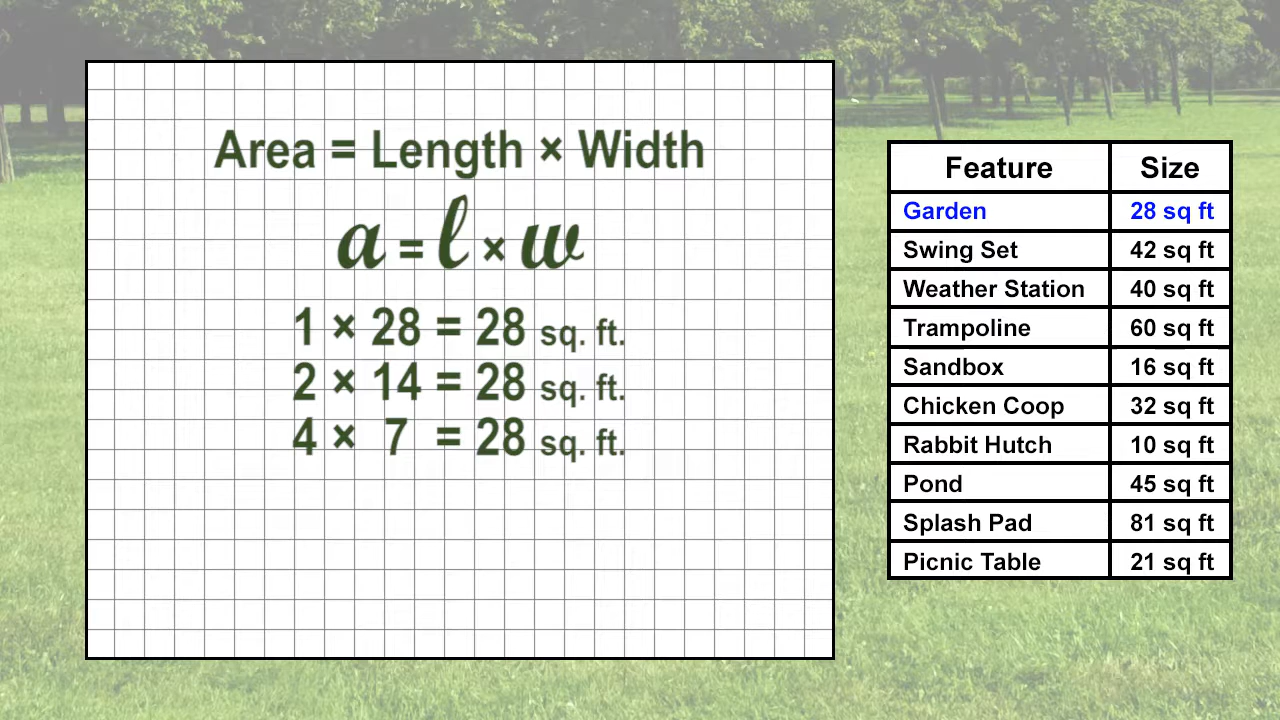 Area = Length × Width
a = l × w
1 × 28 = 28 sq. ft.
2 × 14 = 28 sq. ft.
4 × 7 = 28 sq. ft.
Feature Size
Garden 28 sq ft
Swing Set 42 sq ft
Weather Station 40 sq ft
Trampoline 60 sq ft
Sandbox 16 sq ft
Chicken Coop 32 sq ft
Rabbit Hutch 10 sq ft
Pond 45 sq ft
Splash Pad 81 sq ft
Picnic Table 21 sq ft